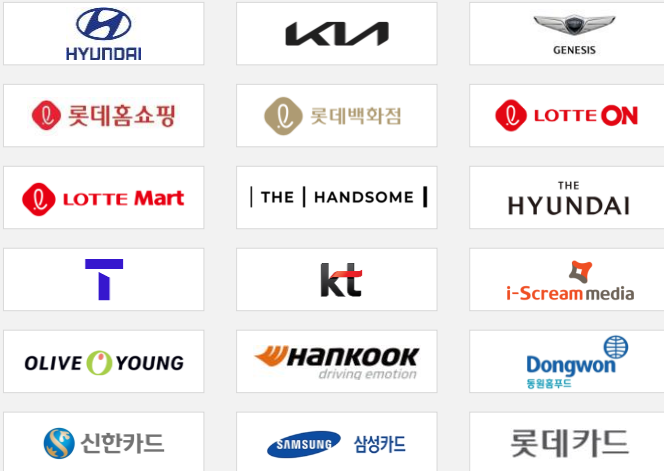 HYUNDAI
KIA
GENESIS
롯데홈쇼핑
롯데백화점
LOTTE ON
LOTTE Mart
THE HANDSOME
THE
HYUNDAI
T
kt
i-Scream media
OLIVE YOUNG
HANKOOK
driving emotion
Dongwon
동원홈푸드
신한카드
SAMSUNG 삼성카드
롯데카드